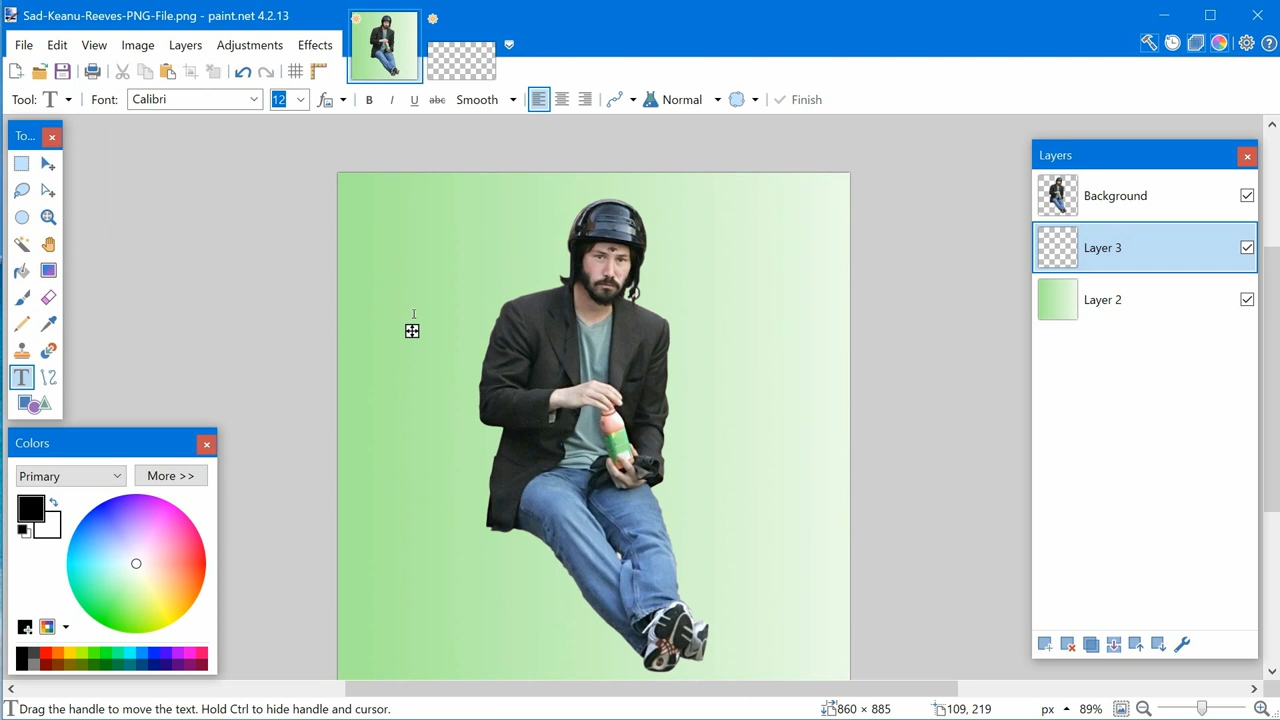 Sad-Keanu-Reeves-PNG-File.png - paint.net 4.2.13
File Edit View Image Layers Adjustments Effects
Tool: T Font: Calibri 12 B I U abc Smooth Normal Finish
To...
Layers
Background
Layer 3
Layer 2
Colors
Primary More >>
Drag the handle to move the text. Hold Ctrl to hide handle and cursor. 860 × 885 109, 219 px 89%